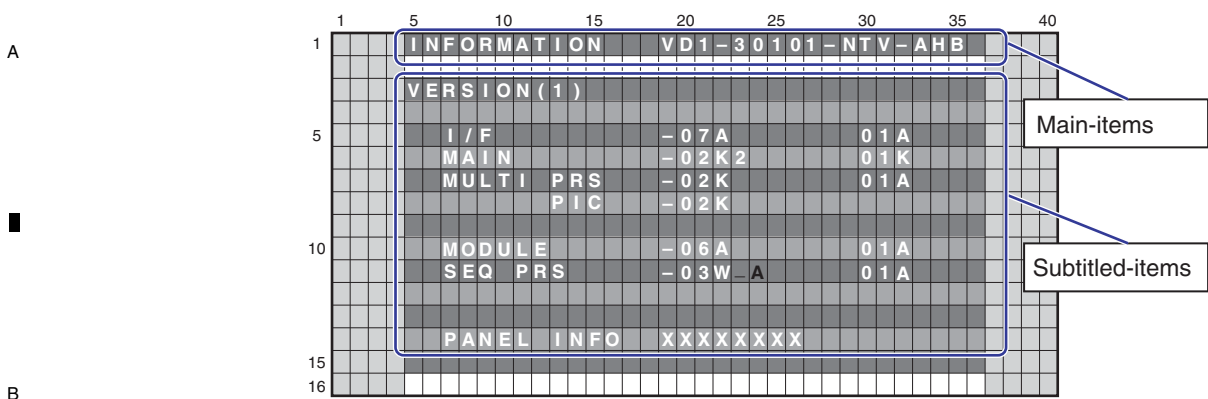 1 5 10 15 20 25 30 35 40
A
1 INFORMATION VD1-30101-NTV-AHB
VERSION(1)
Main-items
5 I/F -07A 01A
MAIN -02K2 01K
MULTI PRS -02K 01A
PIC -02K
10 MODULE -06A 01A
SEQ PRS -03W_A 01A
Subtitled-items
PANEL INFO XXXXXXXX
15
16
B